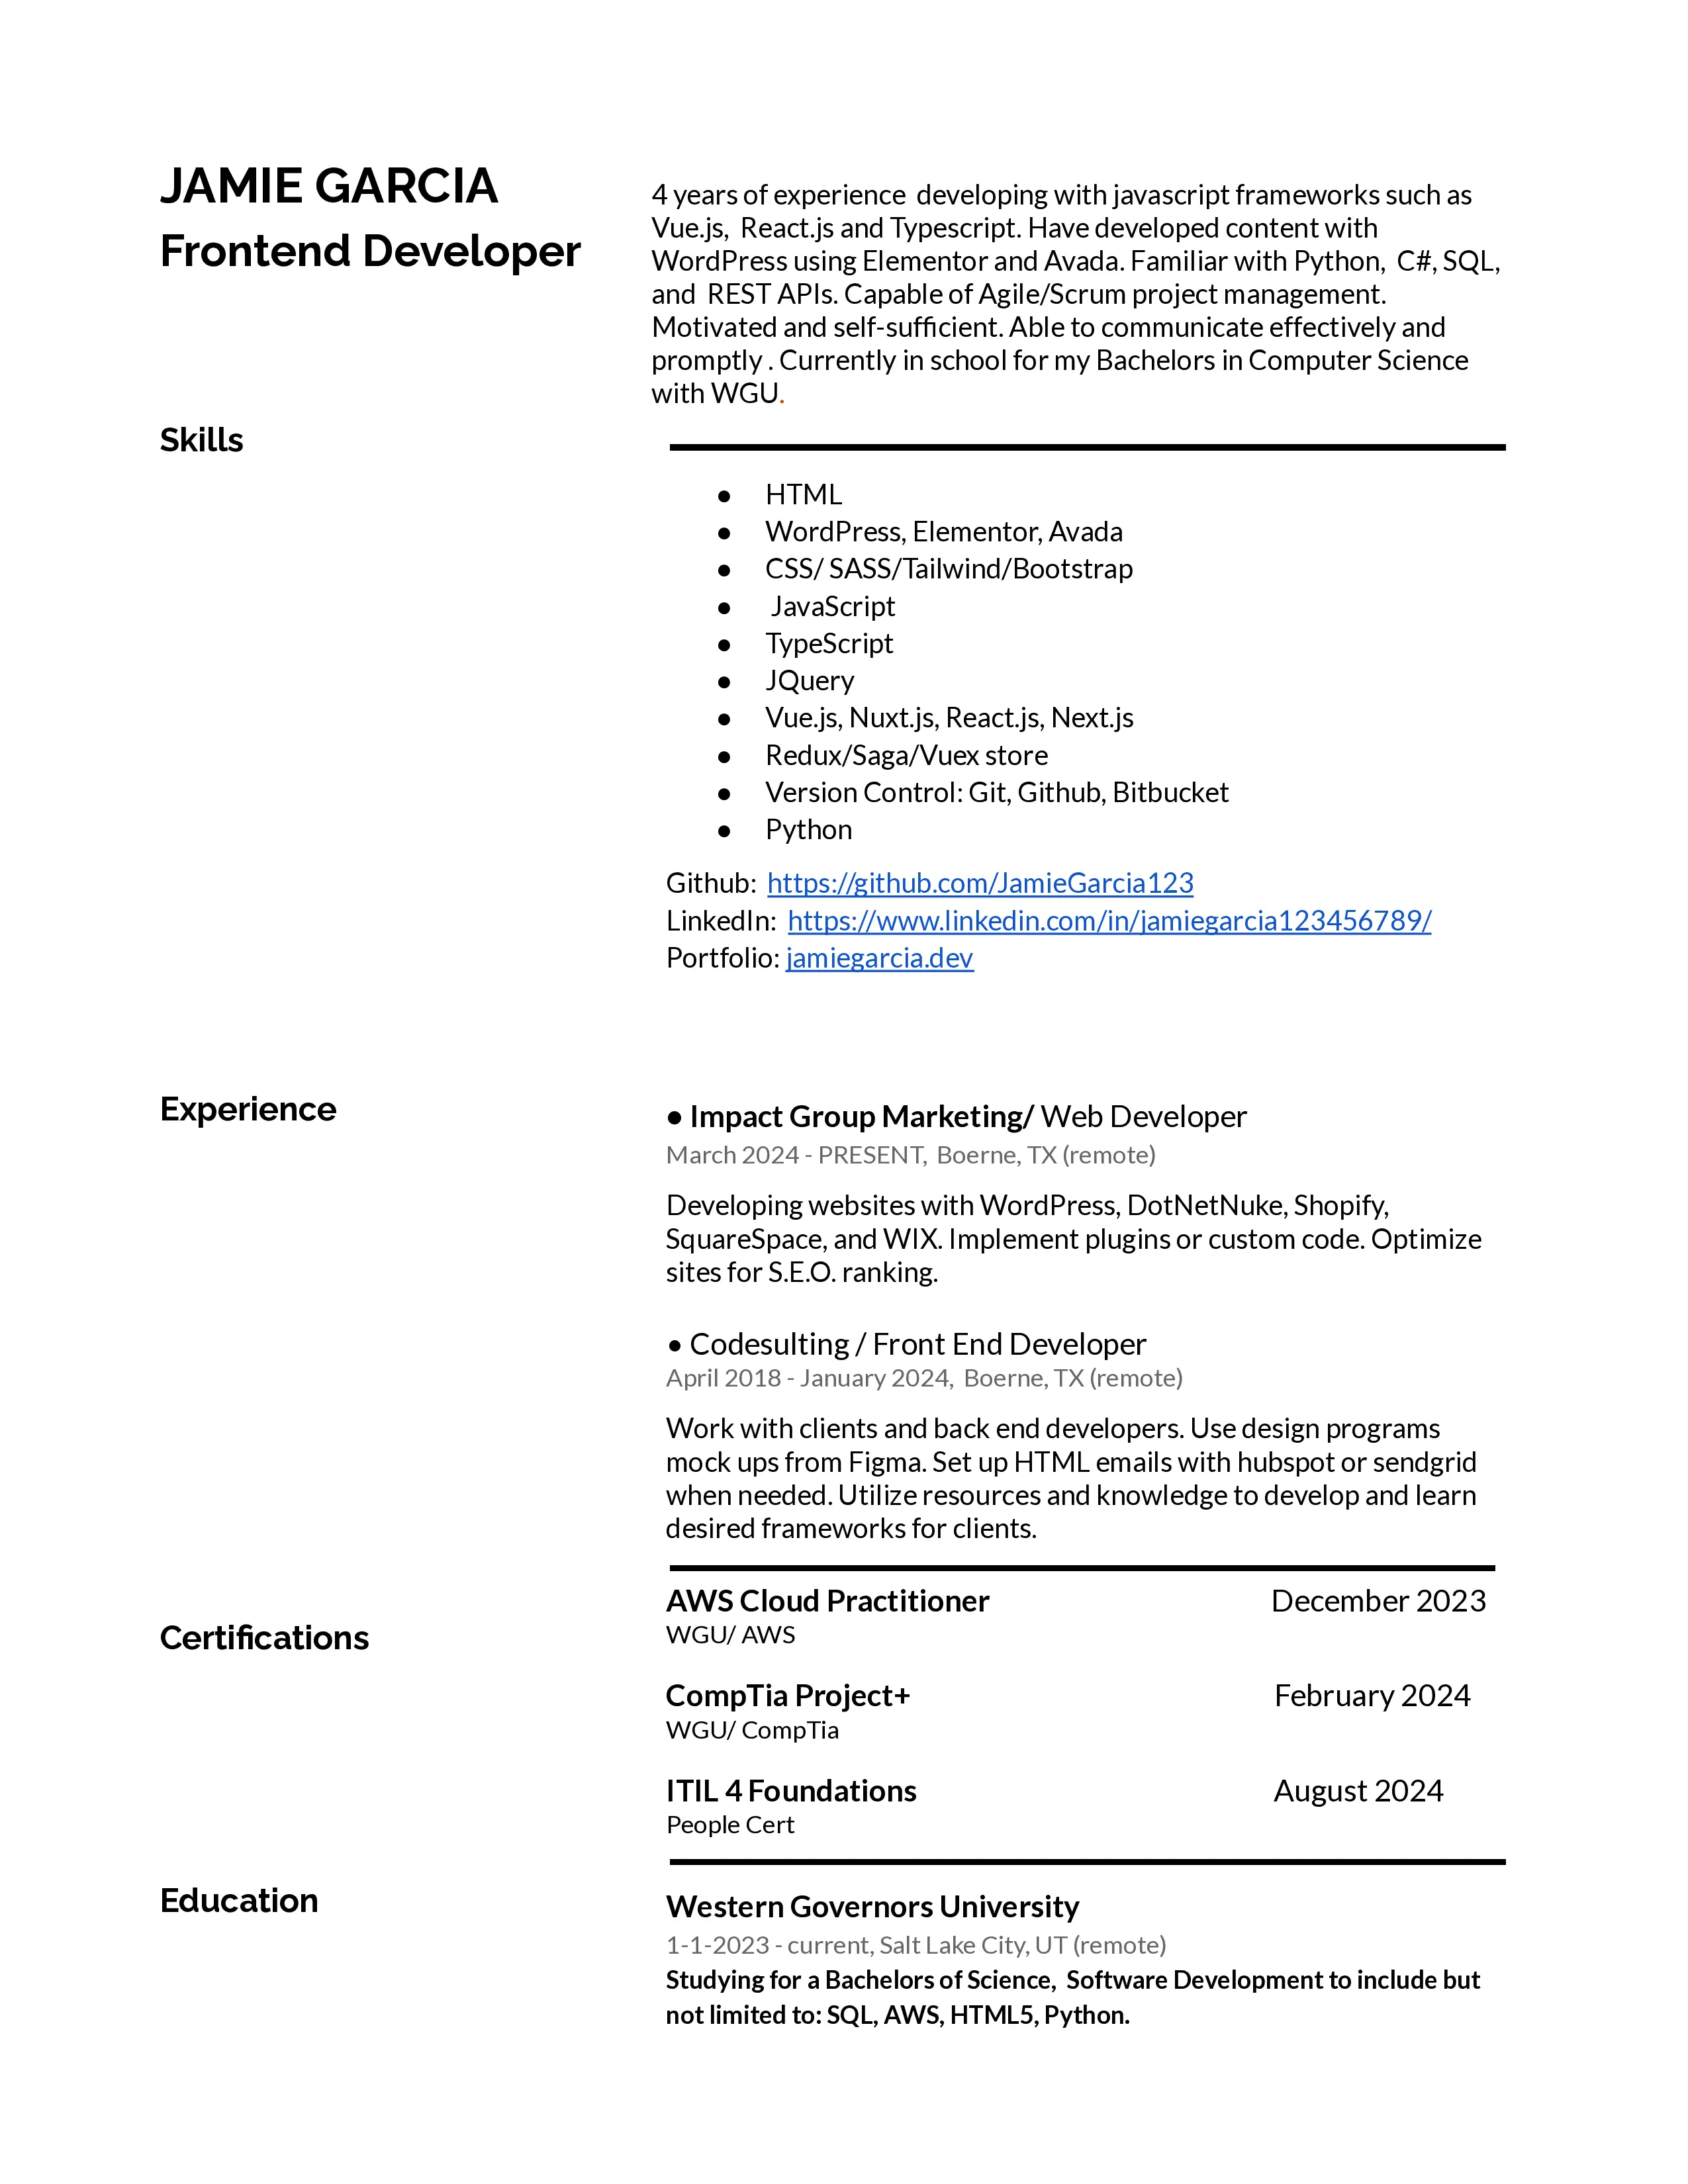 JAMIE GARCIA
Frontend Developer
4 years of experience  developing with javascript frameworks such as
Vue.js,  React.js and Typescript. Have developed content with
WordPress using Elementor and Avada. Familiar with Python,  C#, SQL,
and  REST APIs. Capable of Agile/Scrum project management.
Motivated and self-sufficient. Able to communicate effectively and
promptly . Currently in school for my Bachelors in Computer Science
with WGU.
Skills
● HTML
● WordPress, Elementor, Avada
● CSS/ SASS/Tailwind/Bootstrap
● JavaScript
● TypeScript
● JQuery
● Vue.js, Nuxt.js, React.js, Next.js
● Redux/Saga/Vuex store
● Version Control: Git, Github, Bitbucket
● Python
Github:  https://github.com/JamieGarcia123
LinkedIn:  https://www.linkedin.com/in/jamiegarcia123456789/
Portfolio: jamiegarcia.dev
Experience
● Impact Group Marketing/ Web Developer
March 2024 - PRESENT,  Boerne, TX (remote)
Developing websites with WordPress, DotNetNuke, Shopify,
SquareSpace, and WIX. Implement plugins or custom code. Optimize
sites for S.E.O. ranking.
● Codesulting / Front End Developer
April 2018 - January 2024,  Boerne, TX (remote)
Work with clients and back end developers. Use design programs
mock ups from Figma. Set up HTML emails with hubspot or sendgrid
when needed. Utilize resources and knowledge to develop and learn
desired frameworks for clients.
Certifications
AWS Cloud Practitioner December 2023
WGU/ AWS
CompTia Project+ February 2024
WGU/ CompTia
ITIL 4 Foundations August 2024
People Cert
Education
Western Governors University
1-1-2023 - current, Salt Lake City, UT (remote)
Studying for a Bachelors of Science,  Software Development to include but
not limited to: SQL, AWS, HTML5, Python.